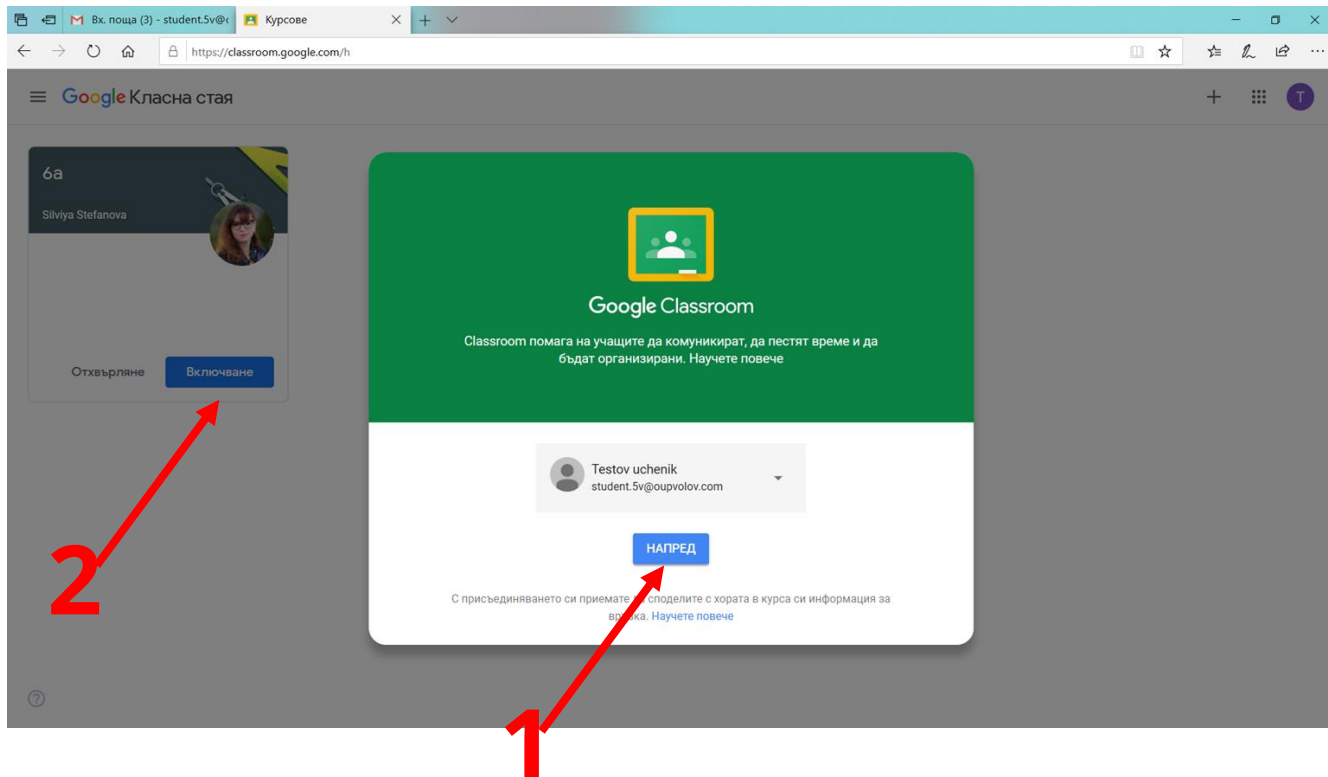 Вх. поща (3) - student.5v@
Курсове
https://classroom.google.com/h
Google Класна стая
T
6а
Silviya Stefanova
Отхвърляне
Включване
Google Classroom
Classroom помага на учащите да комуникират, да пестят време и да
бъдат организирани. Научете повече
Testov uchenik
student.5v@oupvolov.com
НАПРЕД
С присъединяването си приемате да споделите с хората в курса си информация за
връзка. Научете повече
2
1